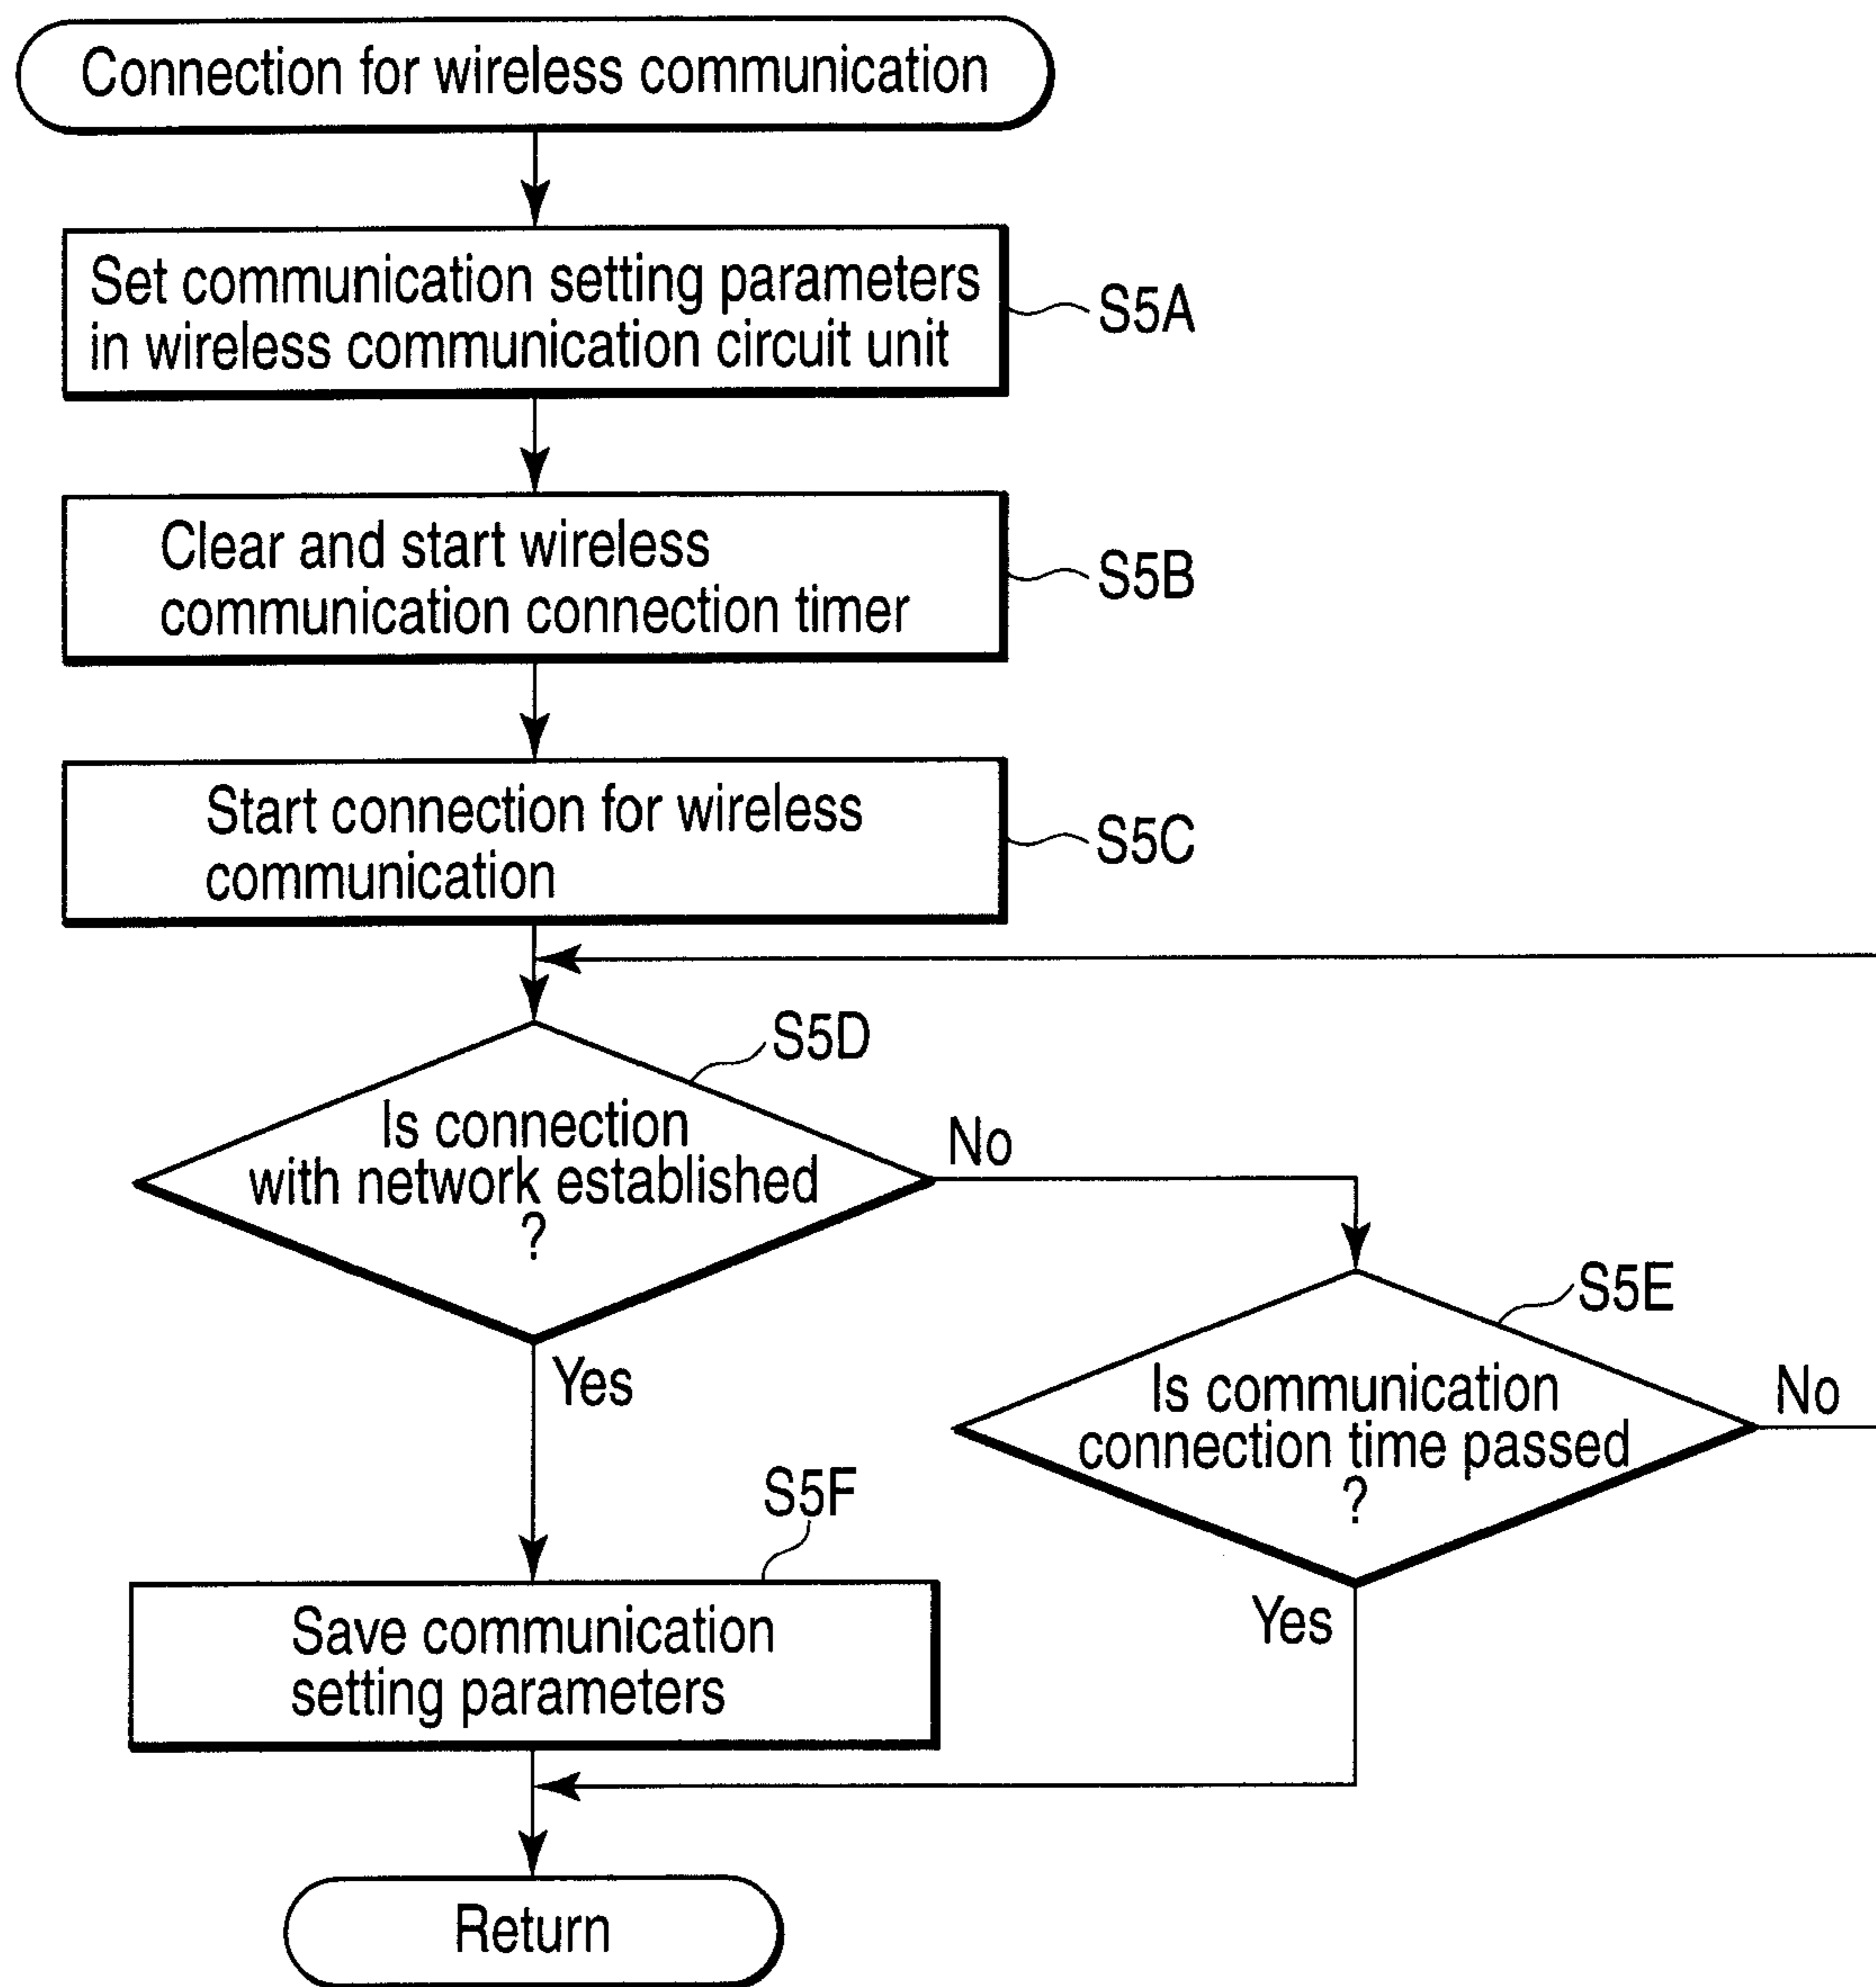 Connection for wireless communication
Set communication setting parameters
in wireless communication circuit unit
S5A
Clear and start wireless
communication connection timer
S5B
Start connection for wireless
communication
S5C
S5D
Is connection
with network established
?
No
Yes
S5E
Is communication
connection time passed
?
No
Yes
S5F
Save communication
setting parameters
Return